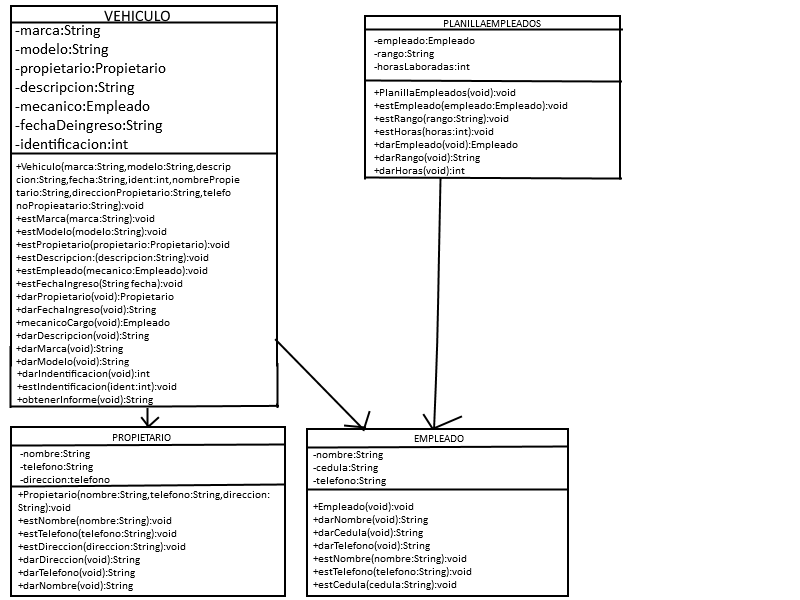 VEHICULO
-marca:String
-modelo:String
-propietario:Propietario
-descripcion:String
-mecanico:Empleado
-fechaDeingreso:String
-identificacion:int
+Vehiculo(marca:String,modelo:String,descrip
cion:String,fecha:String,ident:int,nombrePropie
tario:String,direccionPropietario:String,telefo
noPropieatario:String):void
+estMarca(marca:String):void
+estModelo(modelo:String):void
+estPropietario(propietario:Propietario):void
+estDescripcion:(descripcion:String):void
+estEmpleado(mecanico:Empleado):void
+estFechaIngreso(String fecha):void
+darPropietario(void):Propietario
+darFechaIngreso(void):String
+mecanicoCargo(void):Empleado
+darDescripcion(void):String
+darMarca(void):String
+darModelo(void):String
+darIndentificacion(void):int
+estIndentificacion(ident:int):void
+obtenerInforme(void):String
PLANILLAEMPLEADOS
-empleado:Empleado
-rango:String
-horasLaboradas:int
+PlanillaEmpleados(void):void
+estEmpleado(empleado:Empleado):void
+estRango(rango:String):void
+estHoras(horas:int):void
+darEmpleado(void):Empleado
+darRango(void):String
+darHoras(void):int
PROPIETARIO
-nombre:String
-telefono:String
-direccion:telefono
+Propietario(nombre:String,telefono:String,direccion:
String):void
+estNombre(nombre:String):void
+estTelefono(telefono:String):void
+estDireccion(direccion:String):void
+darDireccion(void):String
+darTelefono(void):String
+darNombre(void):String
EMPLEADO
-nombre:String
-cedula:String
-telefono:String
+Empleado(void):void
+darNombre(void):String
+darCedula(void):String
+darTelefono(void):String
+estNombre(nombre:String):void
+estTelefono(telefono:String):void
+estCedula(cedula:String):void